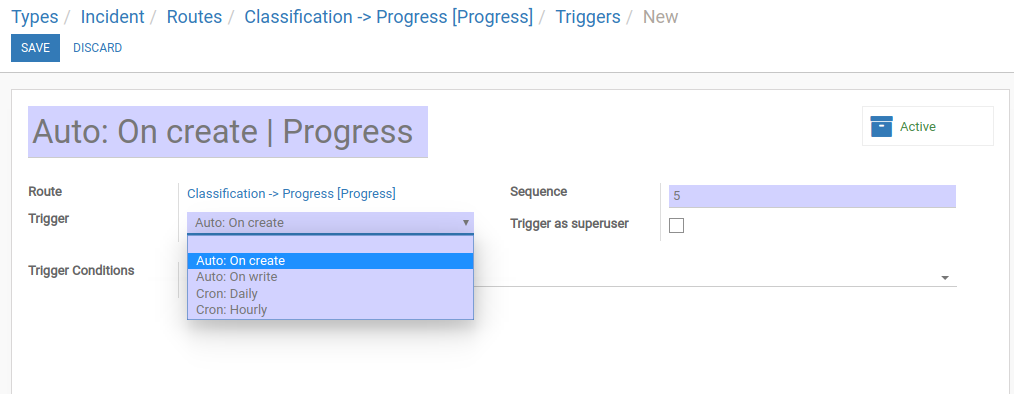 Types / Incident / Routes / Classification -> Progress [Progress] / Triggers / New
SAVE DISCARD
Auto: On create | Progress
Active
Route Classification -> Progress [Progress]
Sequence 5
Trigger Auto: On create
Trigger as superuser
Auto: On create
Auto: On write
Cron: Daily
Cron: Hourly
Trigger Conditions